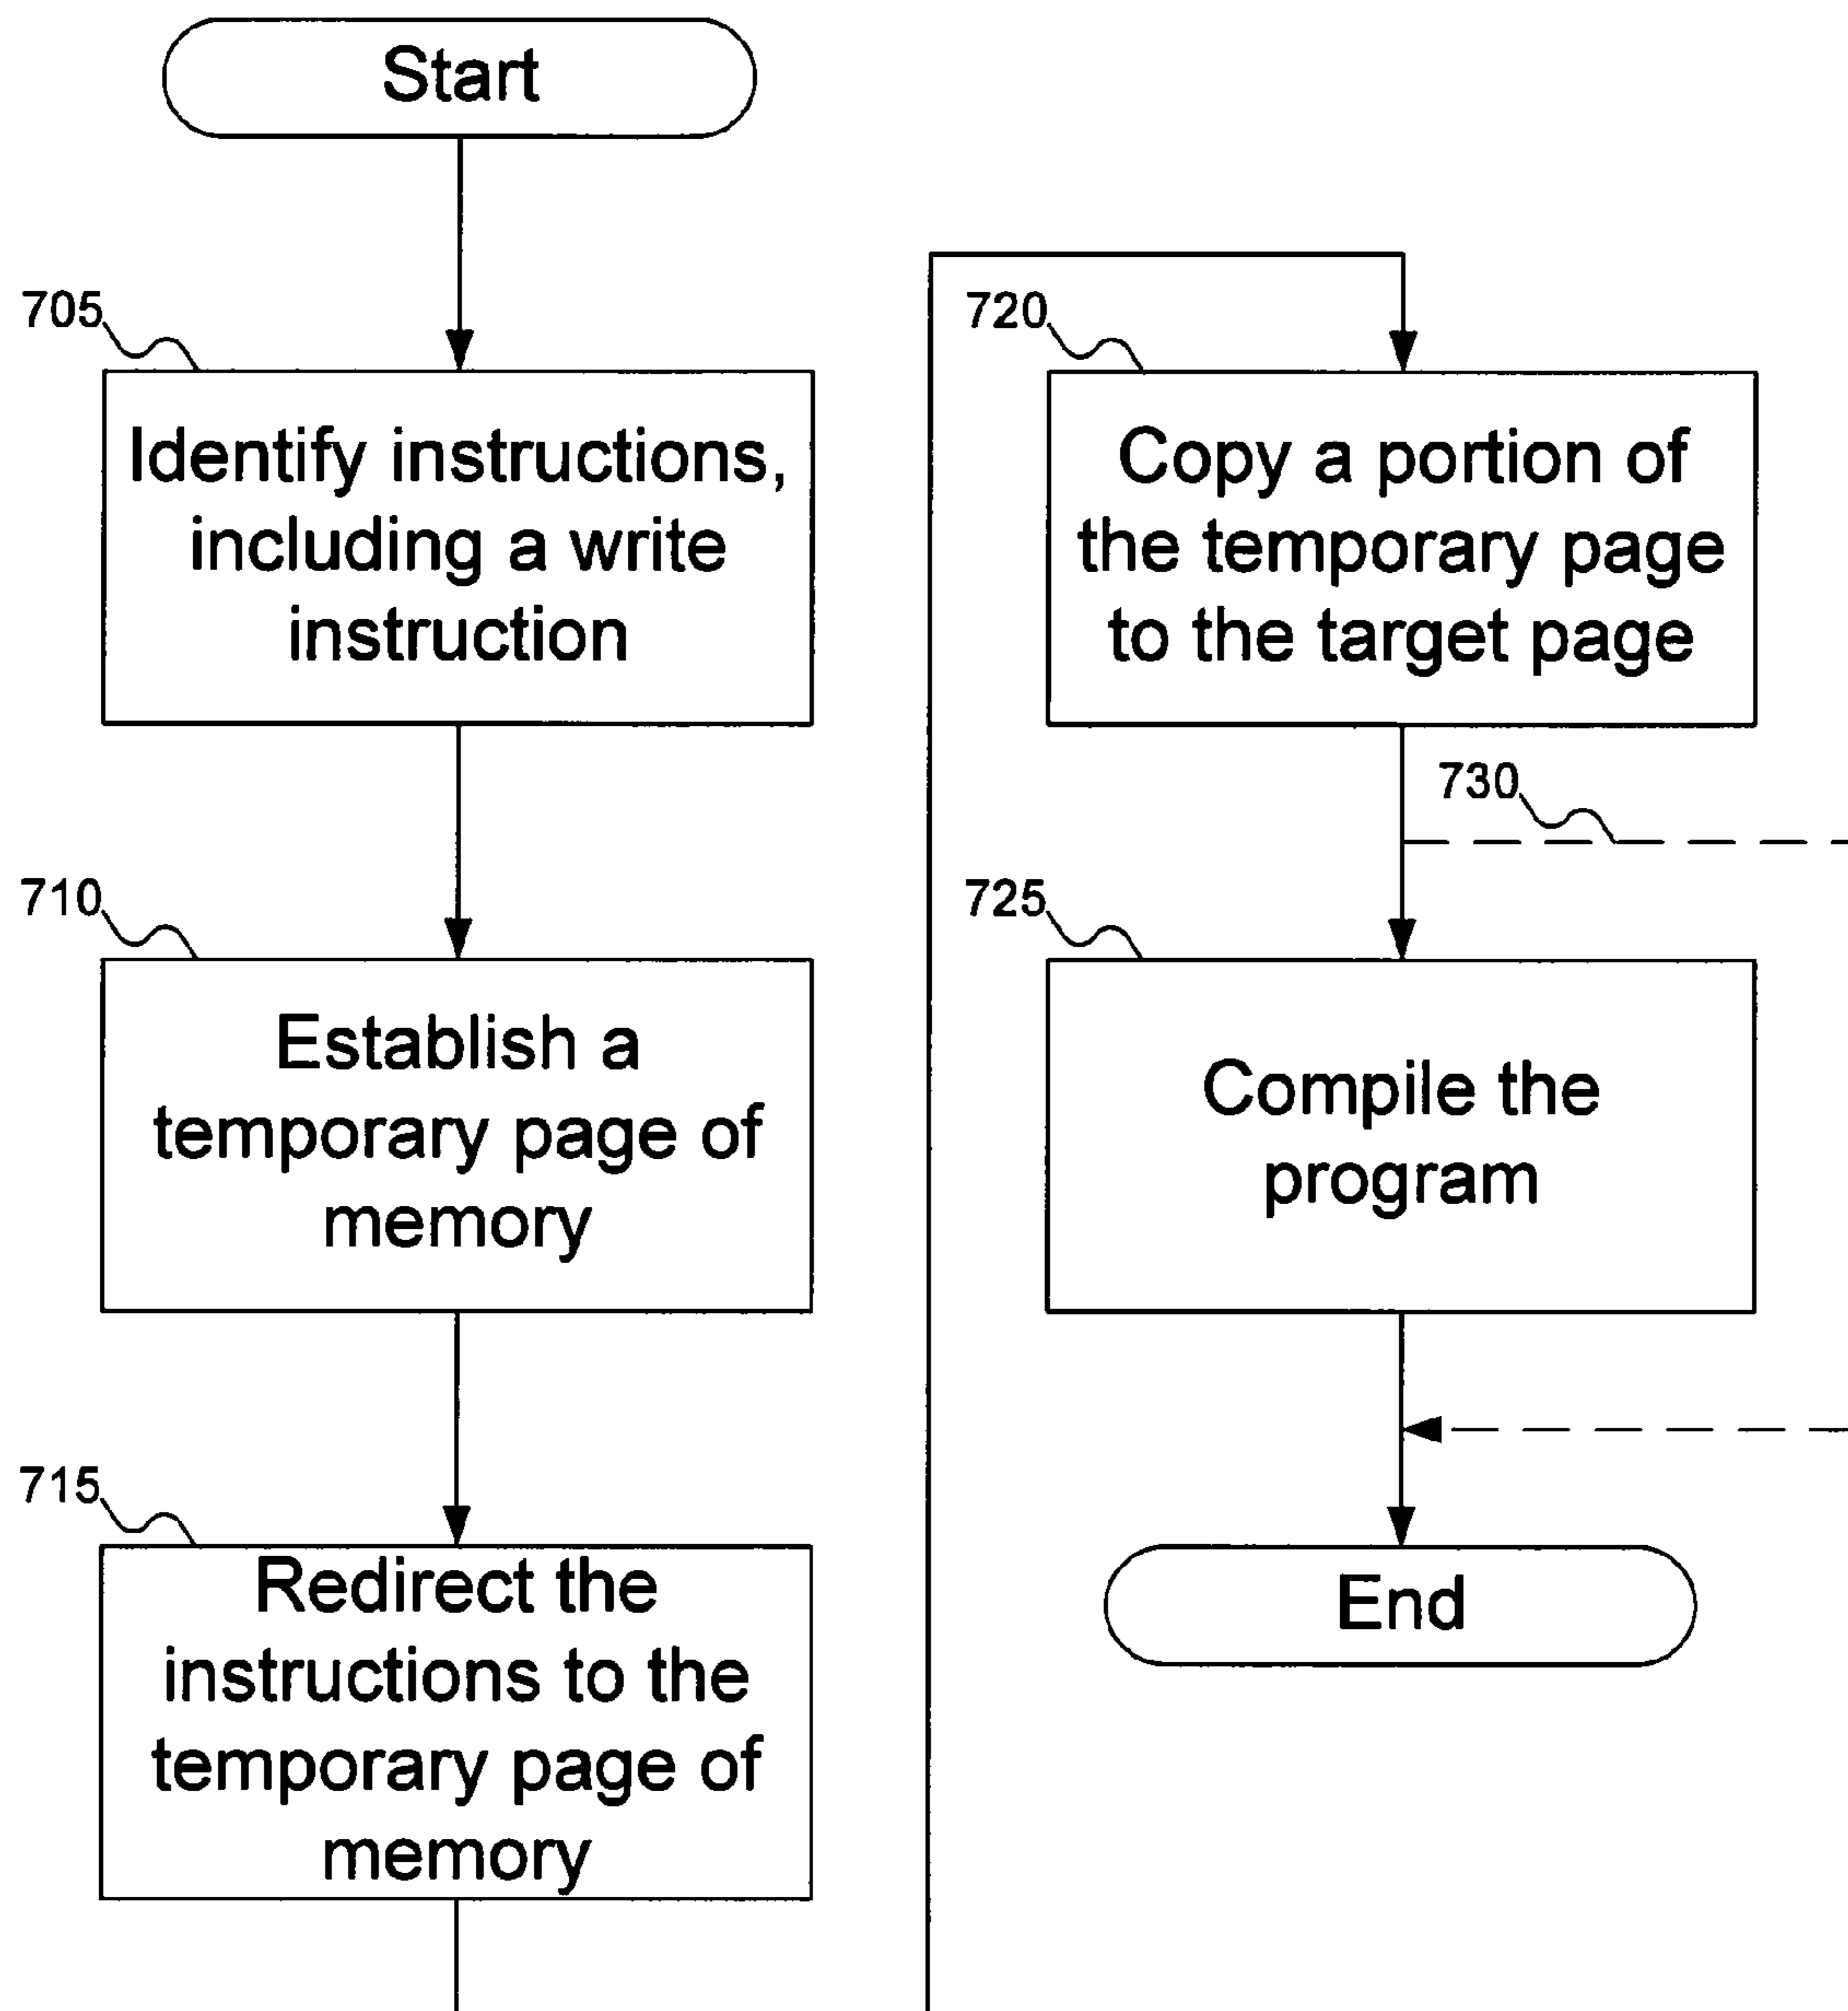 Start
705
Identify instructions,
including a write
instruction
710
Establish a
temporary page of
memory
715
Redirect the
instructions to the
temporary page of
memory
720
Copy a portion of
the temporary page
to the target page
730
725
Compile the
program
End